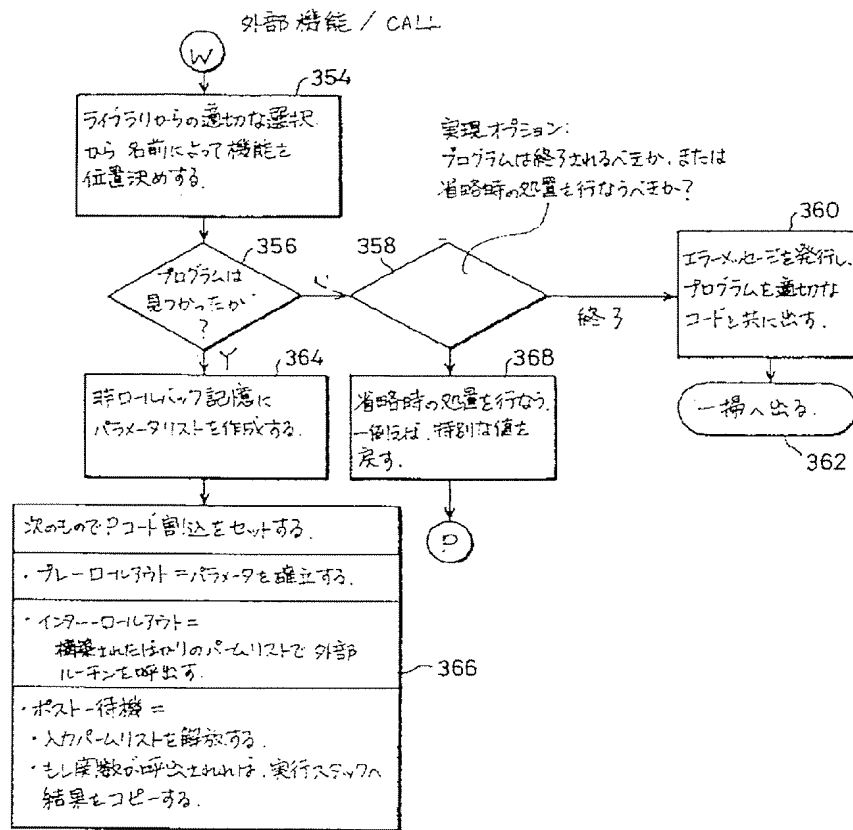 外部機能 / CALL
W
354
ライブラリからの適切な選択
から名前によって機能を
位置決めする.
実現オプション:
プログラムは終了されるべきか,または
省略時の処置を行なうべきか?
356
プログラムは
見つかったか
?
358
終了
360
エラーメッセージを発行し,
プログラムを適切な
コードと共に出す.
Y
364
非ロールバック記憶に
パラメータリストを作成する.
368
省略時の処置を行なう.
一例えば,特別な値を
戻す.
一掃へ出る.
362
P
次のものでPコード割込をセットする.
・プレーロールアウト=パラメータを確立する.
・インターーロールアウト=
構築されたばかりのパームリストで外部
ルーチンを呼出す.
366
・ポストー待機=
・入力パームリストを解放する.
・もし関数が呼出されれば,実行スタックへ
結果をコピーする.